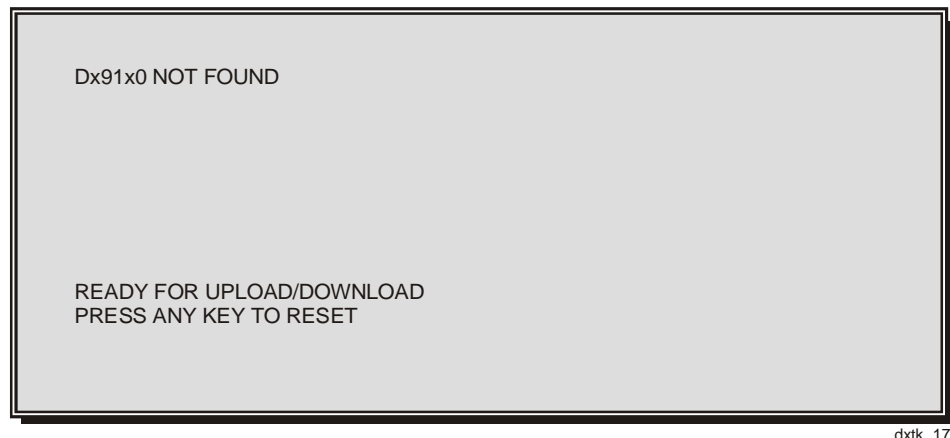 Dx91x0 NOT FOUND
READY FOR UPLOAD/DOWNLOAD
PRESS ANY KEY TO RESET
dxtk_17